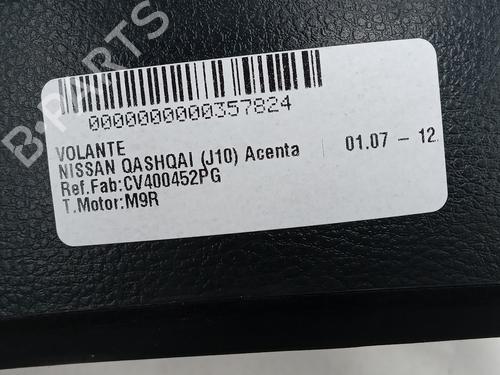 B-PARTS
0000000000357824
VOLANTE
NISSAN QASHQAI (J10) Acenta 01.07 - 12.
Ref.Fab:CV400452PG
T.Motor:M9R